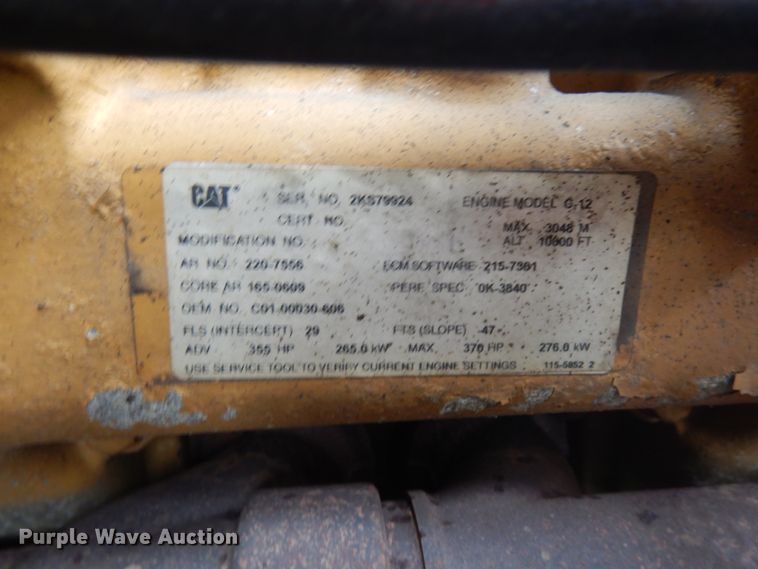 CAT® SER. NO. 2KS79924 ENGINE MODEL C-12
CERT NO. MAX. 3048 M
MODIFICATION NO. ALT 10000 FT
AR NO. 220-7556 ECM SOFTWARE 215-7361
CORE AR 165-0609 PERF SPEC 0K-3840
OEM NO. C01-00030-606
FLS (INTERCEPT) 29 FTS (SLOPE) -47
ADV. 355 HP 265.0 kW MAX. 370 HP 276.0 kW
USE SERVICE TOOL TO VERIFY CURRENT ENGINE SETTINGS 115-5852 2
Purple Wave Auction